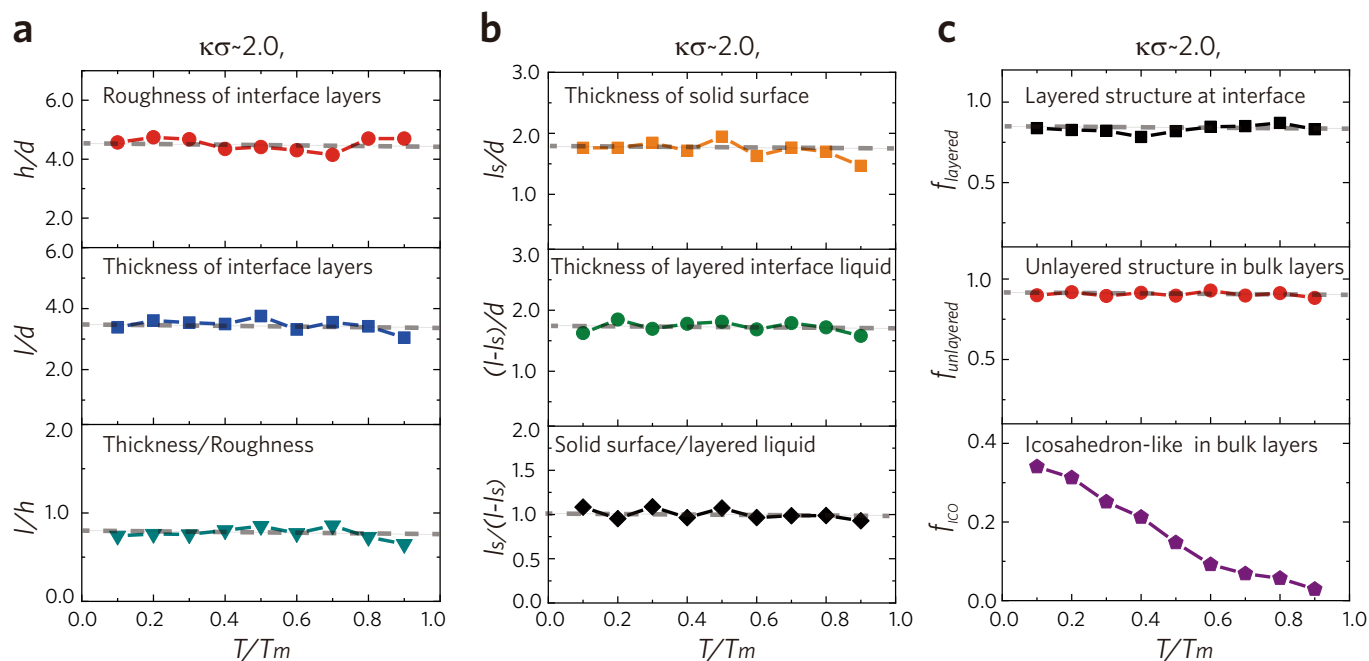 a
κσ~2.0,
Roughness of interface layers
h/d
6.0
4.0
2.0
Thickness of interface layers
l/d
6.0
4.0
2.0
Thickness/Roughness
l/h
2.0
1.0
0.0
0.0 0.2 0.4 0.6 0.8 1.0
T/Tm
b
κσ~2.0,
Thickness of solid surface
ls/d
3.0
2.0
1.0
Thickness of layered interface liquid
(l-ls)/d
3.0
2.0
1.0
Solid surface/layered liquid
ls/(l-ls)
2.0
1.5
1.0
0.5
0.0
0.0 0.2 0.4 0.6 0.8 1.0
T/Tm
c
κσ~2.0,
Layered structure at interface
flayered
1.0
0.5
Unlayered structure in bulk layers
funlayered
1.0
0.5
Icosahedron-like in bulk layers
fICO
0.4
0.2
0.0
0.0 0.2 0.4 0.6 0.8 1.0
T/Tm